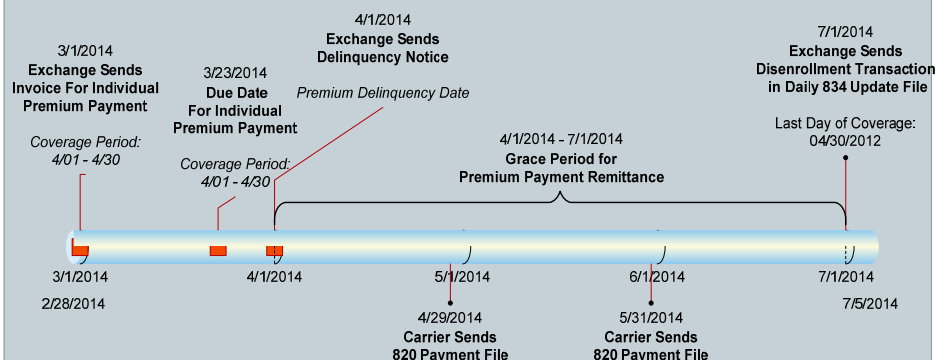 3/1/2014
Exchange Sends
Invoice For Individual
Premium Payment
Coverage Period:
4/01 - 4/30
3/23/2014
Due Date
For Individual
Premium Payment
Coverage Period:
4/01 - 4/30
4/1/2014
Exchange Sends
Delinquency Notice
Premium Delinquency Date
4/1/2014 - 7/1/2014
Grace Period for
Premium Payment Remittance
7/1/2014
Exchange Sends
Disenrollment Transaction
in Daily 834 Update File
Last Day of Coverage:
04/30/2012
3/1/2014
4/1/2014
5/1/2014
6/1/2014
7/1/2014
2/28/2014
7/5/2014
4/29/2014
Carrier Sends
820 Payment File
5/31/2014
Carrier Sends
820 Payment File